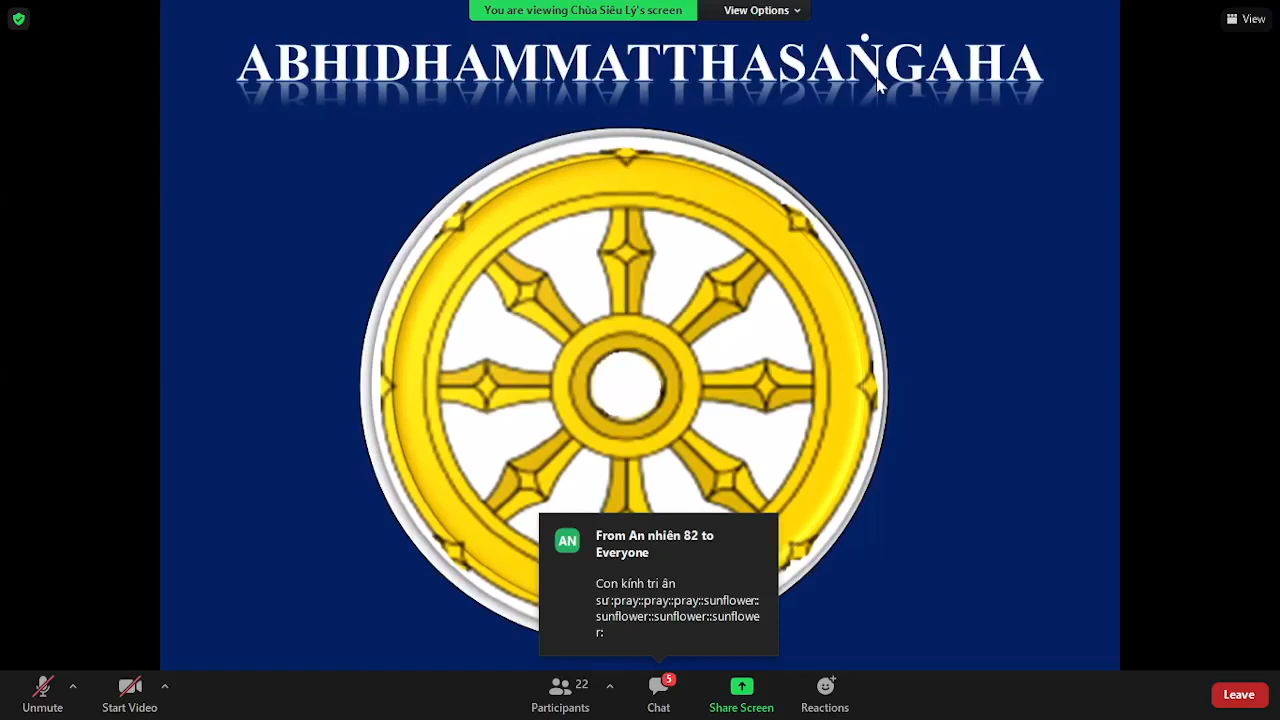 You are viewing Chùa Siêu Lý's screen
View Options
View
ABHIDHAMMATTHASAṄGAHA
AN
From An nhiên 82 to
Everyone
Con kính tri ân
sư:pray::pray::pray::sunflower::
sunflower::sunflower::sunflowe
r:
Unmute
Start Video
22
Participants
5
Chat
Share Screen
Reactions
Leave